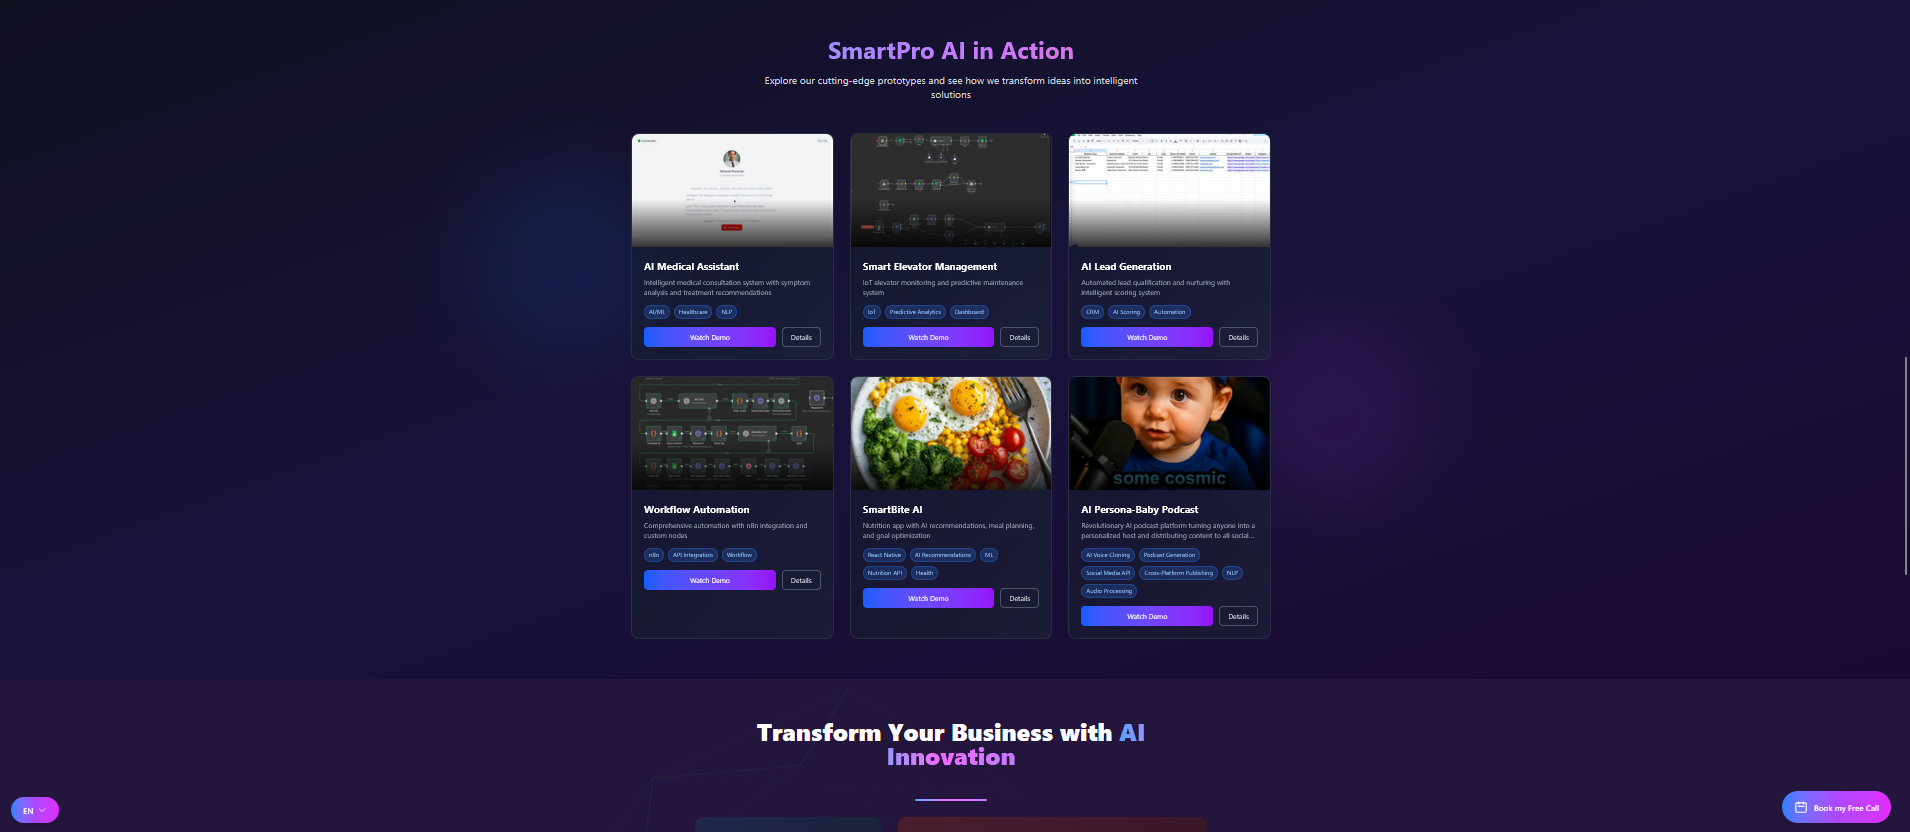 SmartPro AI in Action
Explore our cutting-edge prototypes and see how we transform ideas into intelligent
solutions
General Physician
AI Medical Assistant
Intelligent medical consultation system with symptom
analysis and treatment recommendations
AI/ML
Healthcare
NLP
Watch Demo
Details
Smart Elevator Management
IoT elevator monitoring and predictive maintenance
system
IoT
Predictive Analytics
Dashboard
Watch Demo
Details
AI Lead Generation
Automated lead qualification and nurturing with
intelligent scoring system
CRM
AI Scoring
Automation
Watch Demo
Details
Workflow Automation
Comprehensive automation with n8n integration and
custom nodes
n8n
API Integration
Workflow
Watch Demo
Details
SmartBite AI
Nutrition app with AI recommendations, meal planning,
and goal optimization
React Native
AI Recommendations
ML
Nutrition API
Health
Watch Demo
Details
some cosmic
AI Persona-Baby Podcast
Revolutionary AI podcast platform turning anyone into a
personalized host and distributing content to all social...
AI Voice Cloning
Podcast Generation
Social Media API
Cross-Platform Publishing
NLP
Audio Processing
Watch Demo
Details
Transform Your Business with AI
Innovation
EN
Book my Free Call